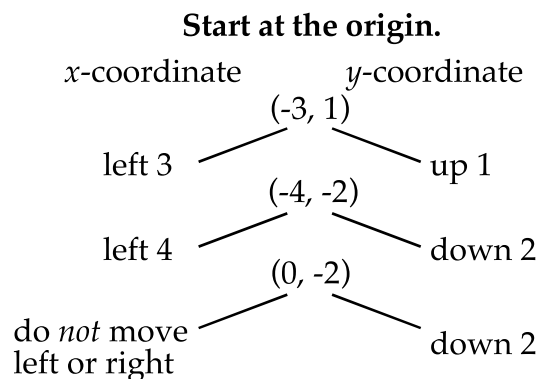 Start at the origin.
x-coordinate y-coordinate
(-3, 1)
left 3 up 1
(-4, -2)
left 4 down 2
(0, -2)
do not move
left or right down 2